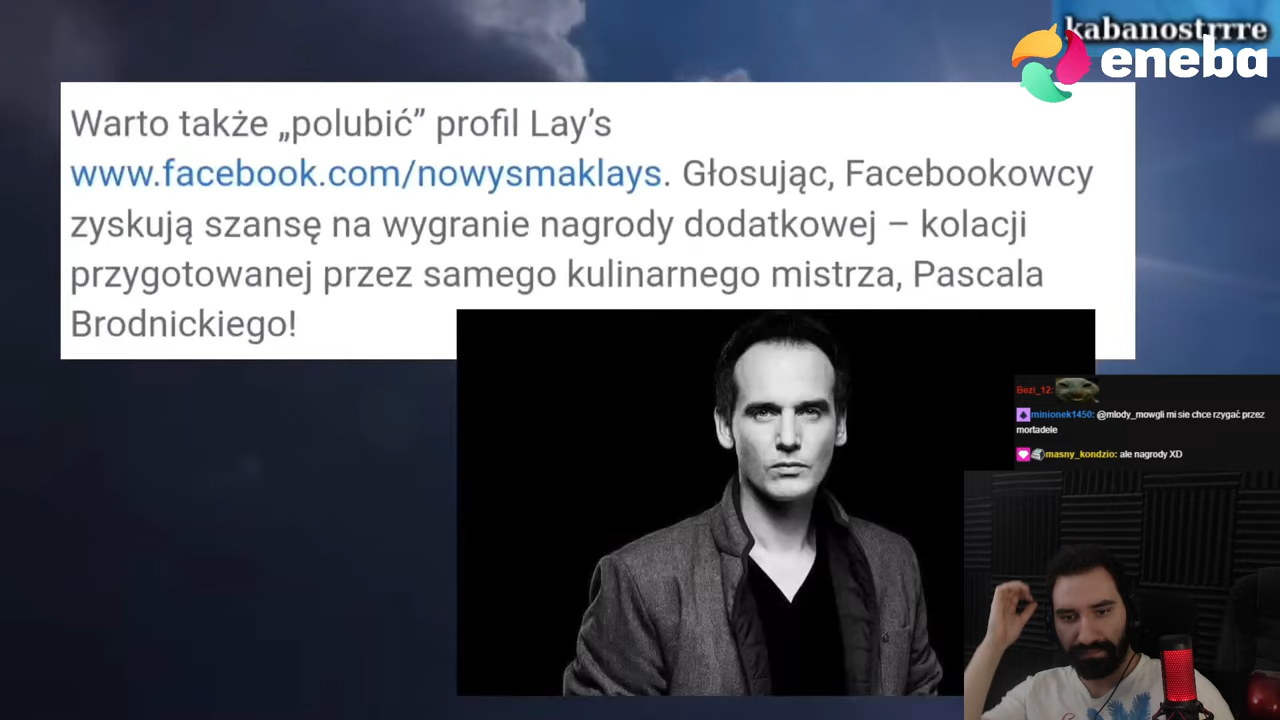 kabanostrrre
eneba
Warto także „polubić” profil Lay’s
www.facebook.com/nowysmaklays. Głosując, Facebookowcy
zyskują szansę na wygranie nagrody dodatkowej – kolacji
przygotowanej przez samego kulinarnego mistrza, Pascala
Brodnickiego!
Bezi_12:
minionek1450: @mlody_mowgli mi sie chce rzygać przez
mortadele
masny_kondzio: ale nagrody XD